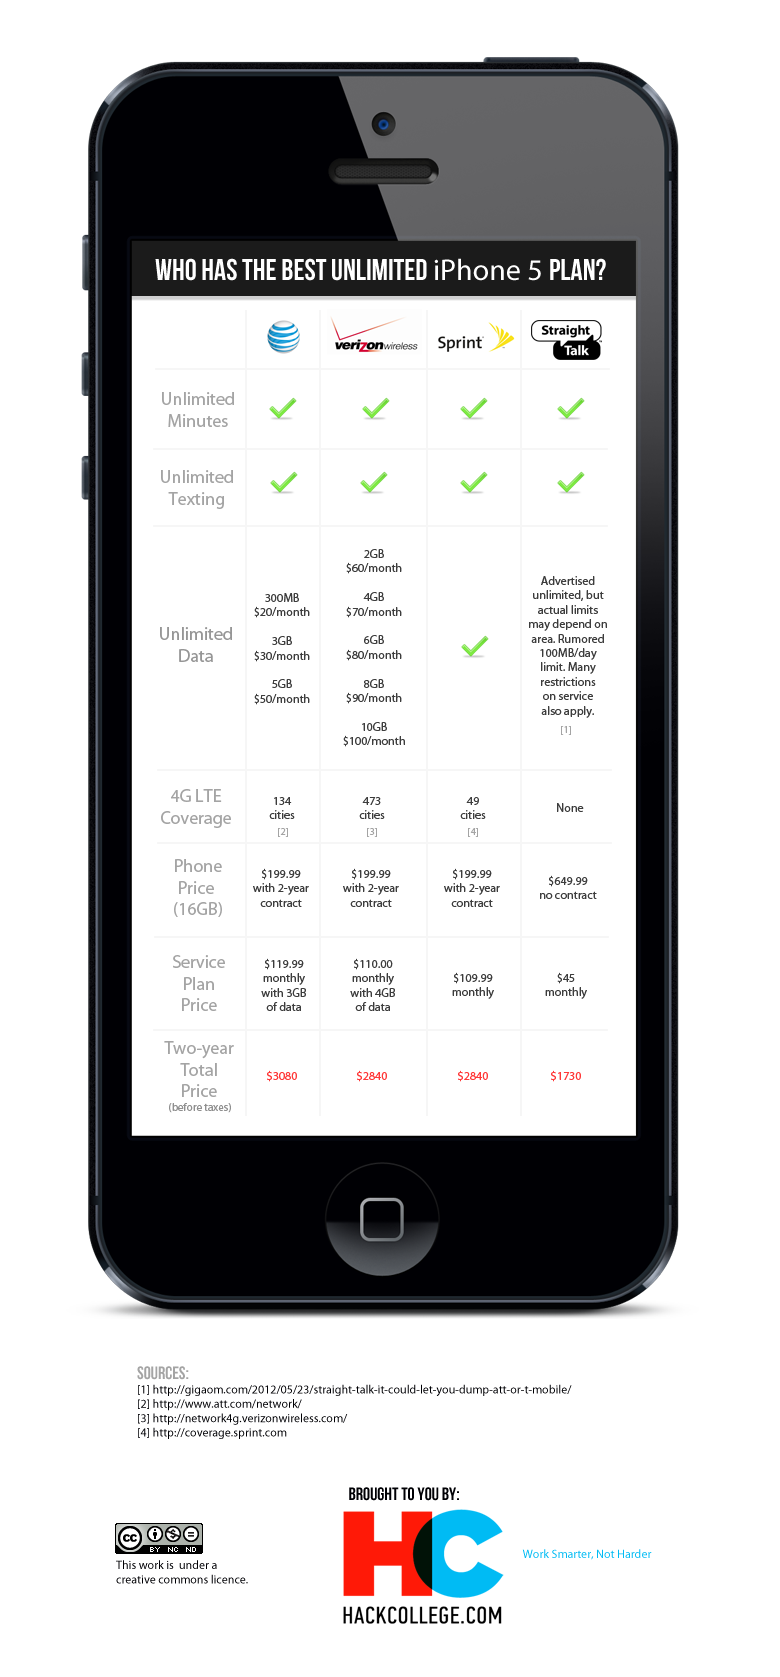 WHO HAS THE BEST UNLIMITED iPhone 5 PLAN?
verizonwireless
Sprint
Straight
Talk
Unlimited
Minutes
Unlimited
Texting
Unlimited
Data
300MB
$20/month
3GB
$30/month
5GB
$50/month
2GB
$60/month
4GB
$70/month
6GB
$80/month
8GB
$90/month
10GB
$100/month
Advertised
unlimited, but
actual limits
may depend on
area. Rumored
100MB/day
limit. Many
restrictions
on service
also apply.
[1]
4G LTE
Coverage
134
cities
[2]
473
cities
[3]
49
cities
[4]
None
Phone
Price
(16GB)
$199.99
with 2-year
contract
$199.99
with 2-year
contract
$199.99
with 2-year
contract
$649.99
no contract
Service
Plan
Price
$119.99
monthly
with 3GB
of data
$110.00
monthly
with 4GB
of data
$109.99
monthly
$45
monthly
Two-year
Total
Price
(before taxes)
$3080
$2840
$2840
$1730
SOURCES:
[1] http://gigaom.com/2012/05/23/straight-talk-it-could-let-you-dump-att-or-t-mobile/
[2] http://www.att.com/network/
[3] http://network4g.verizonwireless.com/
[4] http://coverage.sprint.com
BROUGHT TO YOU BY:
HC
HACKCOLLEGE.COM
Work Smarter, Not Harder
cc
BY NC ND
This work is under a
creative commons licence.